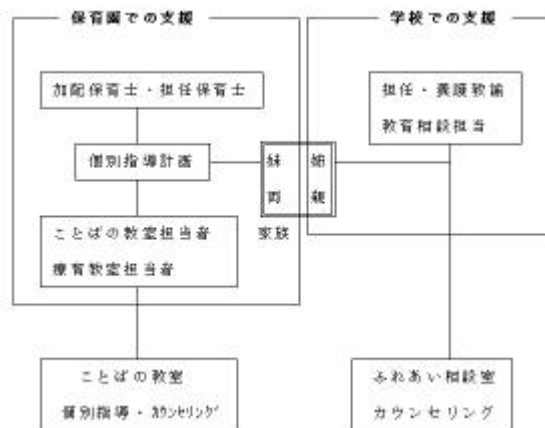 保育園での支援
加配保育士・担任保育士
個別指導計画
ことばの教室担当者
療育教室担当者
ことばの教室
個別指導・カウンセリング
妹 姉
両 親
家族
学校での支援
担任・養護教諭
教育相談担当
ふれあい相談室
カウンセリング